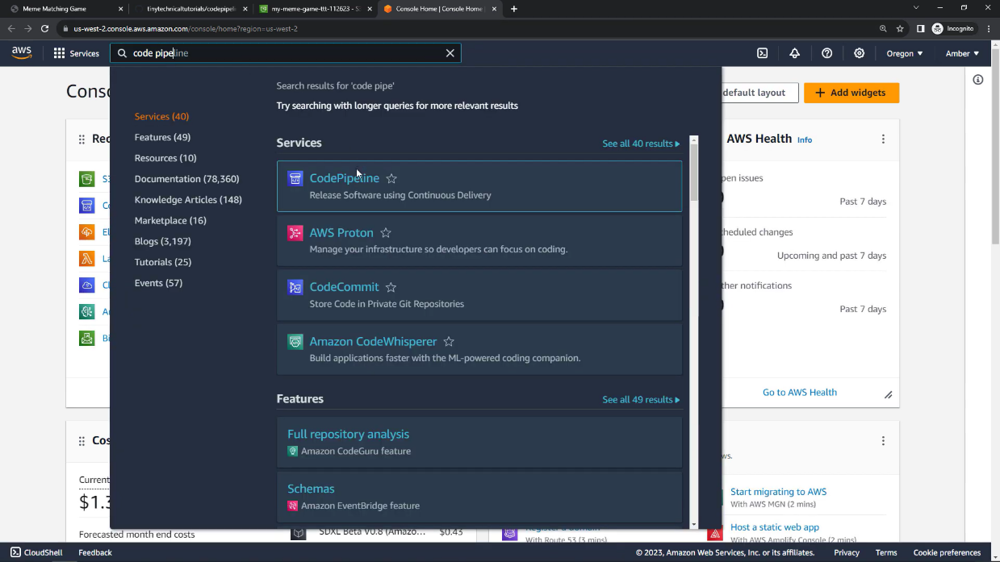 Meme Matching Game
tinytechnicaltutorials/codepipel
my-meme-game-ttt-112623 - S
Console Home | Console Home
us-west-2.console.aws.amazon.com/console/home?region=us-west-2
Incognito
aws
Services
code pipeline
Oregon
Amber
Search results for 'code pipe'
Try searching with longer queries for more relevant results
Services (40)
Features (49)
Resources (10)
Documentation (78,360)
Knowledge Articles (148)
Marketplace (16)
Blogs (3,197)
Tutorials (25)
Events (57)
Services
See all 40 results
CodePipeline
Release Software using Continuous Delivery
AWS Proton
Manage your infrastructure so developers can focus on coding.
CodeCommit
Store Code in Private Git Repositories
Amazon CodeWhisperer
Build applications faster with the ML-powered coding companion.
Features
See all 49 results
Full repository analysis
Amazon CodeGuru feature
Schemas
Amazon EventBridge feature
Cons
default layout
Add widgets
Rec
S3
Co
El
La
Cl
Bi
AWS Health
Info
pen issues
Past 7 days
heduled changes
Upcoming and past 7 days
her notifications
Past 7 days
Go to AWS Health
Cos
Current
$1.3
Forecasted month end costs
SDXL Beta V0.8 (Amazo...
$0.43
Register a domain
With Route 53 (3 mins)
ws.
Start migrating to AWS
With AWS MGN (2 mins)
Host a static web app
With AWS Amplify Console (2 mins)
CloudShell
Feedback
© 2023, Amazon Web Services, Inc. or its affiliates.
Privacy
Terms
Cookie preferences